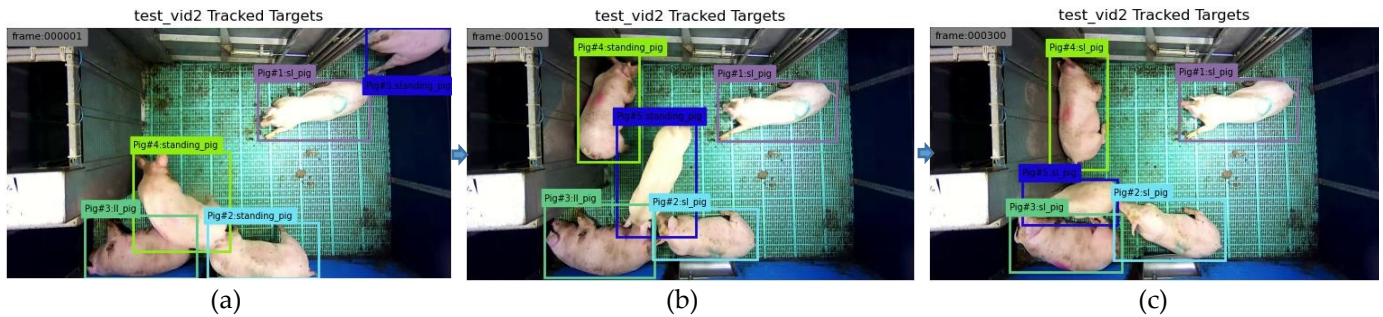 test_vid2 Tracked Targets
frame:000001
Pig#1:sl_pig
Pig#5:standing_pig
Pig#4:standing_pig
Pig#3:ll_pig
Pig#2:standing_pig
(a)
test_vid2 Tracked Targets
frame:000150
Pig#4:standing_pig
Pig#1:sl_pig
Pig#5:standing_pig
Pig#3:ll_pig
Pig#2:sl_pig
(b)
test_vid2 Tracked Targets
frame:000300
Pig#4:sl_pig
Pig#1:sl_pig
Pig#5:sl_pig
Pig#2:sl_pig
Pig#3:sl_pig
(c)